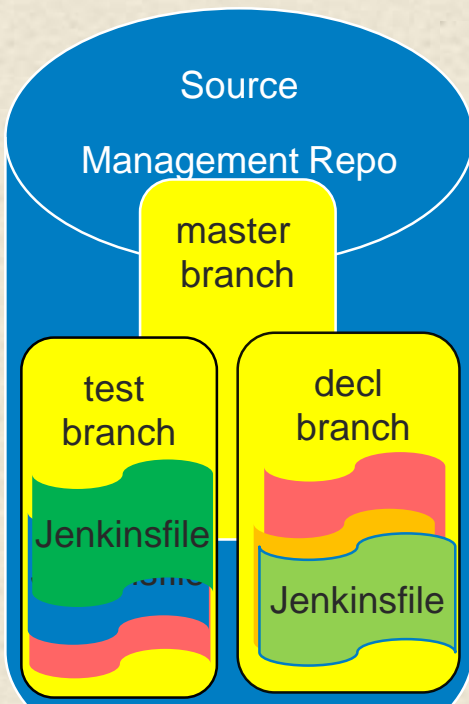 Source
Management Repo
master
branch
test
branch
decl
branch
Jenkinsfile
Jenkinsfile